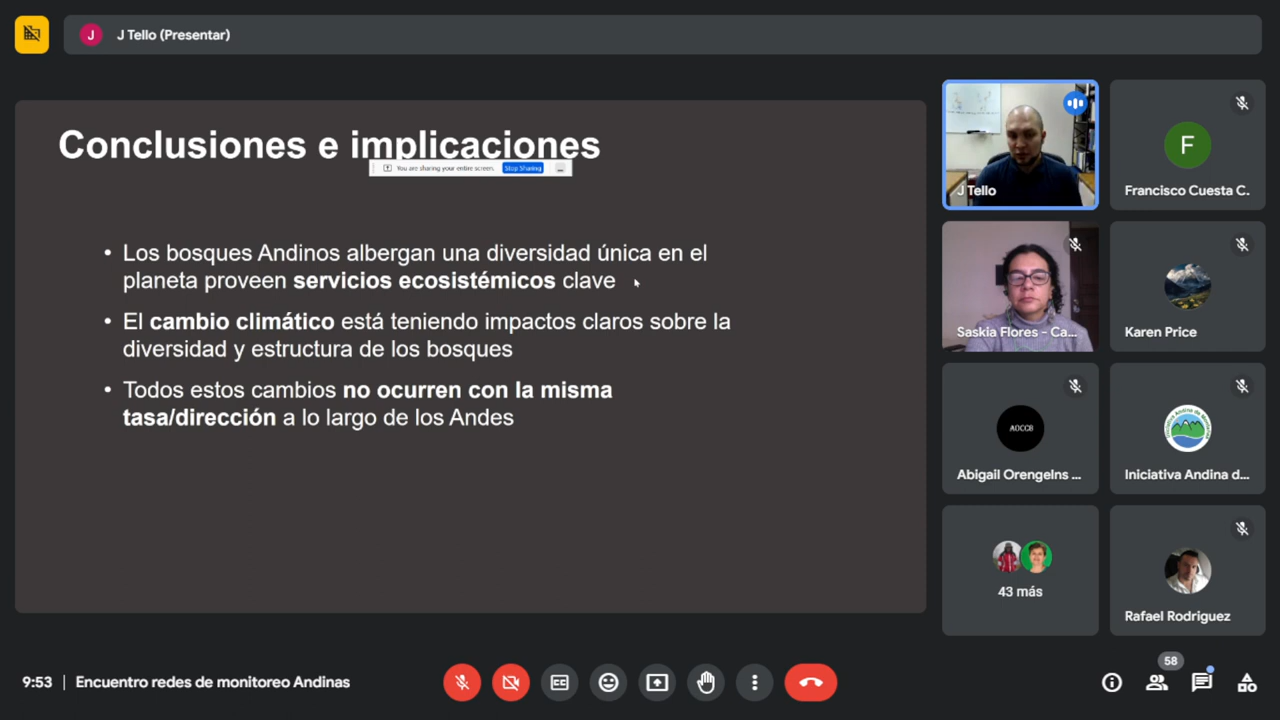 J
J Tello (Presentar)
Conclusiones e implicaciones
You are sharing your entire screen.
Stop Sharing
• Los bosques Andinos albergan una diversidad única en el
planeta proveen servicios ecosistémicos clave
• El cambio climático está teniendo impactos claros sobre la
diversidad y estructura de los bosques
• Todos estos cambios no ocurren con la misma
tasa/dirección a lo largo de los Andes
J Tello
F
Francisco Cuesta C.
Saskia Flores - Ca...
Karen Price
AOCCB
Abigail OrengeIns ...
Iniciativa Andina d...
43 más
Rafael Rodriguez
9:53 | Encuentro redes de monitoreo Andinas
58